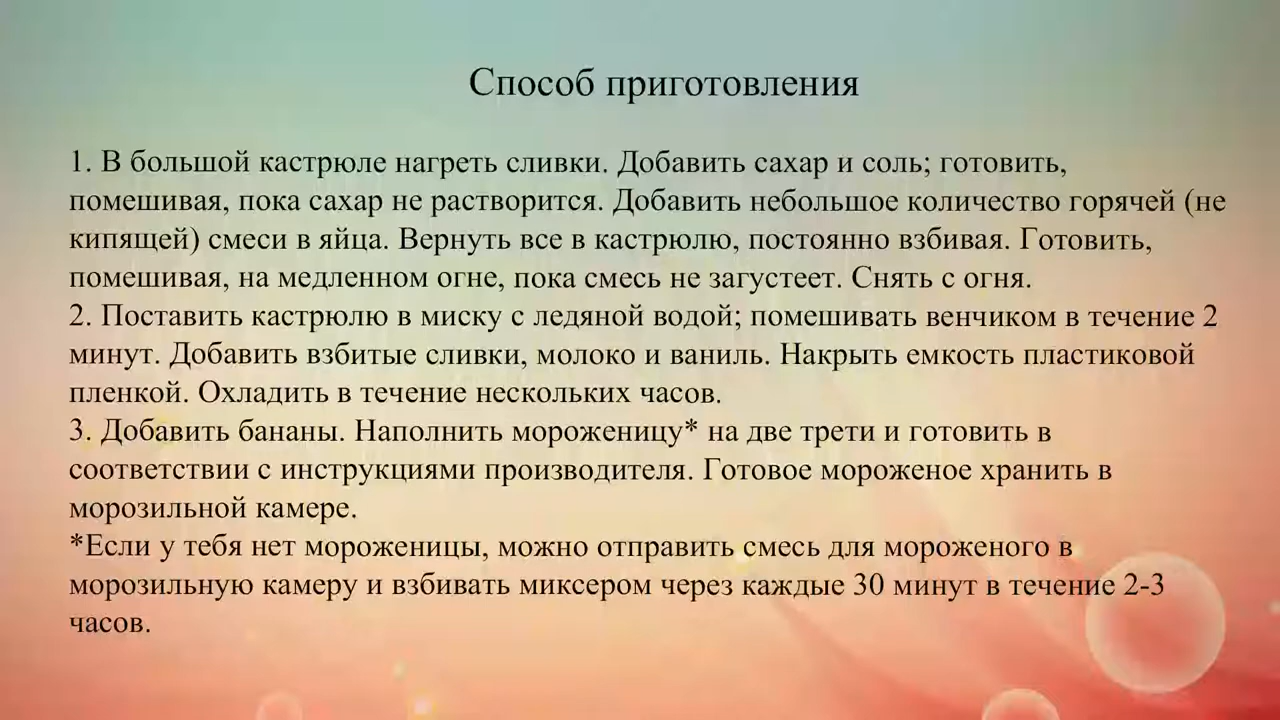 Способ приготовления
1. В большой кастрюле нагреть сливки. Добавить сахар и соль; готовить,
помешивая, пока сахар не растворится. Добавить небольшое количество горячей (не
кипящей) смеси в яйца. Вернуть все в кастрюлю, постоянно взбивая. Готовить,
помешивая, на медленном огне, пока смесь не загустеет. Снять с огня.
2. Поставить кастрюлю в миску с ледяной водой; помешивать венчиком в течение 2
минут. Добавить взбитые сливки, молоко и ваниль. Накрыть емкость пластиковой
пленкой. Охладить в течение нескольких часов.
3. Добавить бананы. Наполнить мороженицу* на две трети и готовить в
соответствии с инструкциями производителя. Готовое мороженое хранить в
морозильной камере.
*Если у тебя нет мороженицы, можно отправить смесь для мороженого в
морозильную камеру и взбивать миксером через каждые 30 минут в течение 2-3
часов.